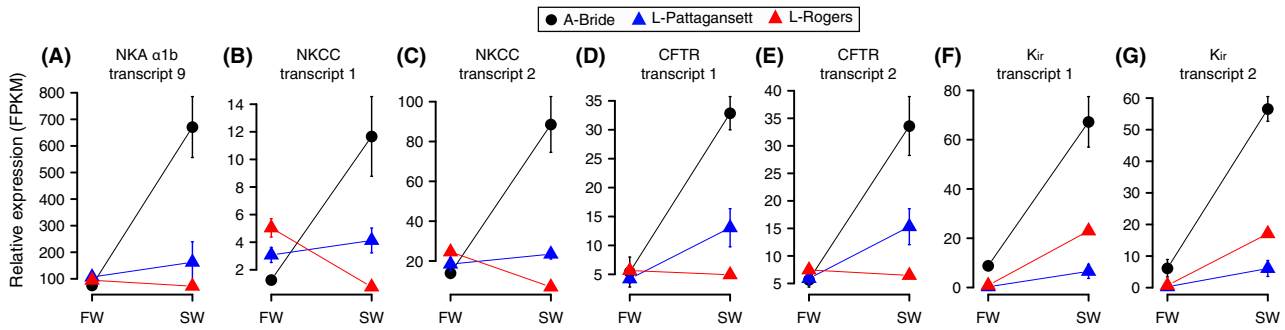 A-Bride L-Pattagansett L-Rogers
(A) NKA α1b transcript 9
(B) NKCC transcript 1
(C) NKCC transcript 2
(D) CFTR transcript 1
(E) CFTR transcript 2
(F) Kir transcript 1
(G) Kir transcript 2
Relative expression (FPKM)
800
700
600
500
400
300
200
100
FW SW
14
12
10
8
6
4
2
FW SW
100
80
60
40
20
FW SW
35
30
25
20
15
10
5
FW SW
40
35
30
25
20
15
10
5
FW SW
80
60
40
20
0
FW SW
60
50
40
30
20
10
0
FW SW